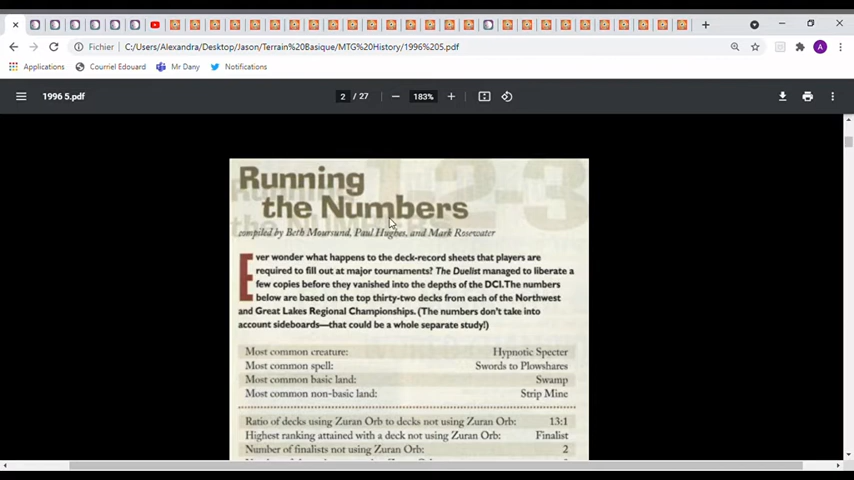 Fichier
C:/Users/Alexandra/Desktop/Jason/Terrain%20Basique/MTG%20History/1996%205.pdf
A
Applications
Courriel Edouard
Mr Dany
Notifications
1996 5.pdf
2 / 27
183%
Running
the Numbers
compiled by Beth Moursund, Paul Hughes, and Mark Rosewater
Ever wonder what happens to the deck-record sheets that players are
required to fill out at major tournaments? The Duelist managed to liberate a
few copies before they vanished into the depths of the DCI. The numbers
below are based on the top thirty-two decks from each of the Northwest
and Great Lakes Regional Championships. (The numbers don't take into
account sideboards—that could be a whole separate study!)
Most common creature: Hypnotic Specter
Most common spell: Swords to Plowshares
Most common basic land: Swamp
Most common non-basic land: Strip Mine
Ratio of decks using Zuran Orb to decks not using Zuran Orb: 13:1
Highest ranking attained with a deck not using Zuran Orb: Finalist
Number of finalists not using Zuran Orb: 2